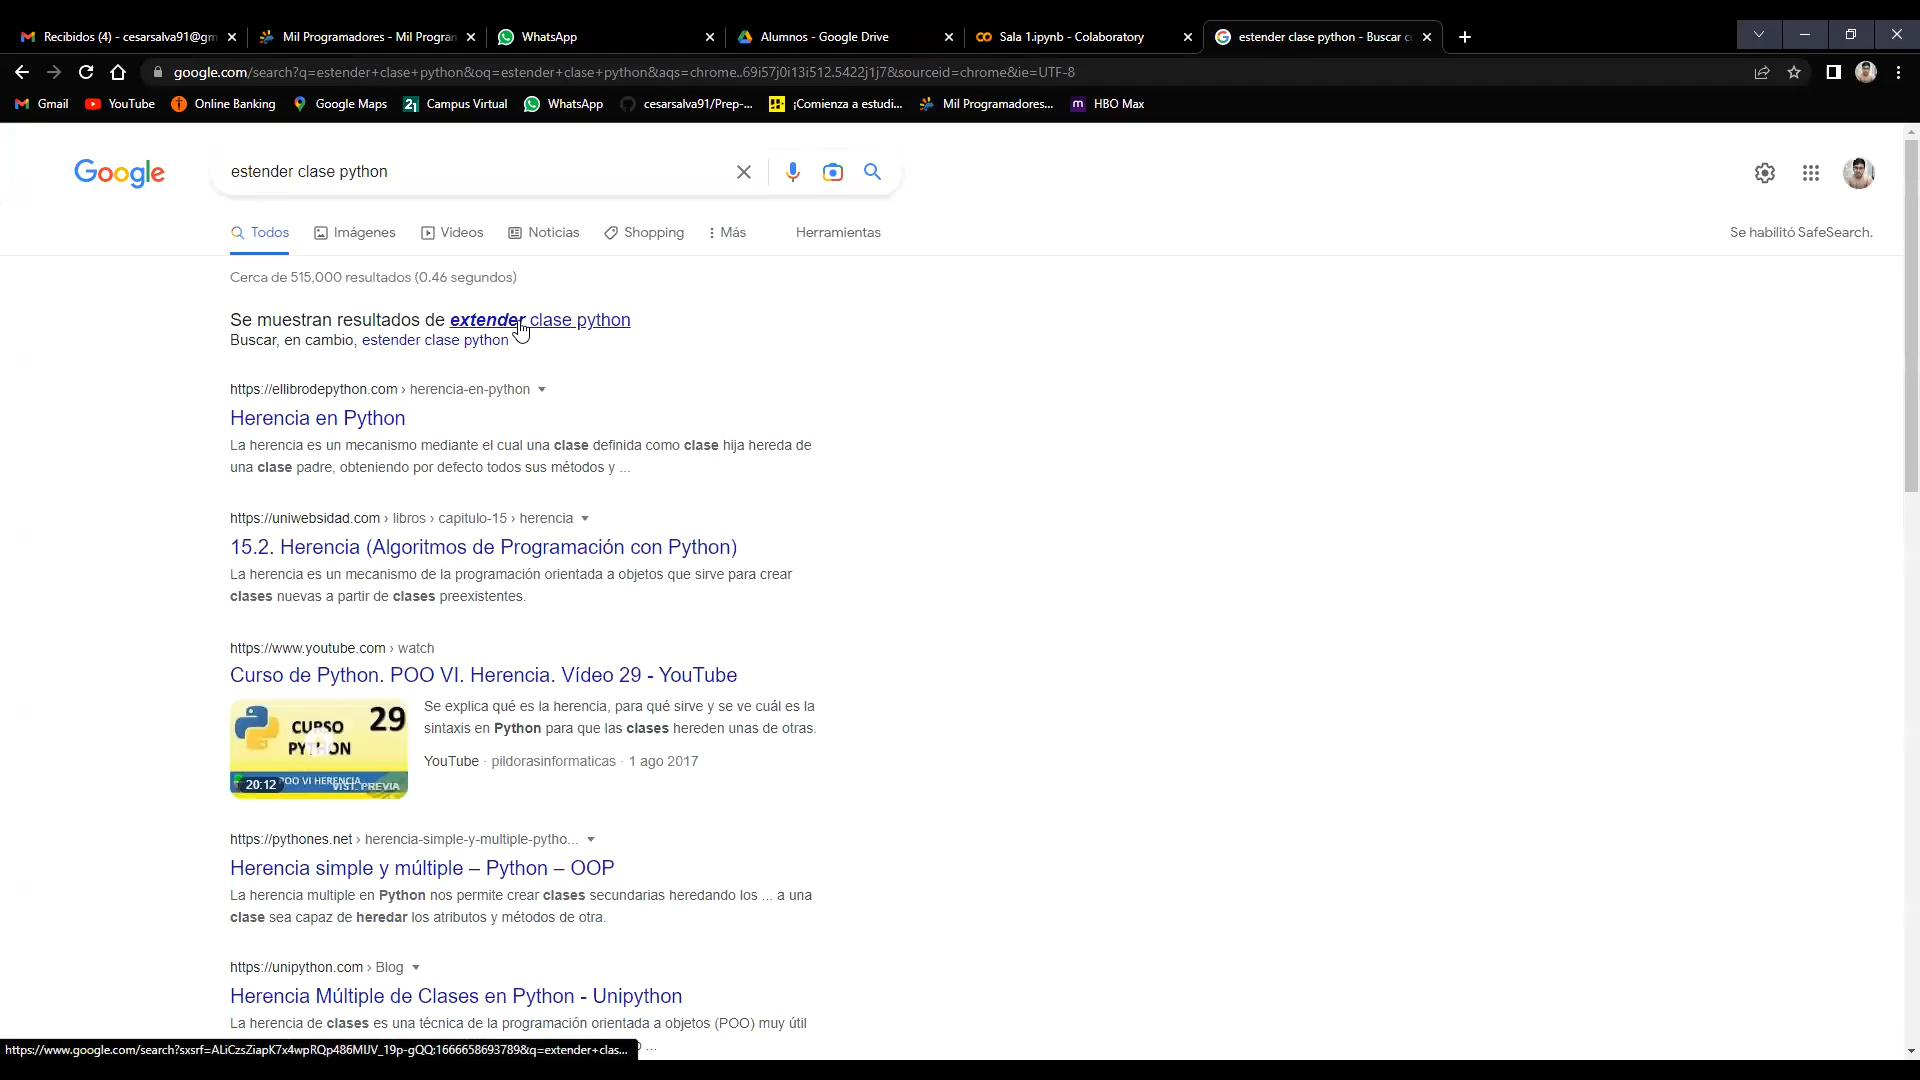 Recibidos (4) - cesarsalva91@gm
Mil Programadores - Mil Program
WhatsApp
Alumnos - Google Drive
Sala 1.ipynb - Colaboratory
estender clase python - Buscar c
google.com/search?q=estender+clase+python&oq=estender+clase+python&aqs=chrome..69i57j0i13i512.5422j1j7&sourceid=chrome&ie=UTF-8
Gmail
YouTube
Online Banking
Google Maps
Campus Virtual
WhatsApp
cesarsalva91/Prep-...
¡Comienza a estudi...
Mil Programadores...
HBO Max
Google
estender clase python
Todos
Imágenes
Videos
Noticias
Shopping
Más
Herramientas
Se habilitó SafeSearch.
Cerca de 515,000 resultados (0.46 segundos)
Se muestran resultados de extender clase python
Buscar, en cambio, estender clase python
https://ellibrodepython.com › herencia-en-python
Herencia en Python
La herencia es un mecanismo mediante el cual una clase definida como clase hija hereda de
una clase padre, obteniendo por defecto todos sus métodos y ...
https://uniwebsidad.com › libros › capitulo-15 › herencia
15.2. Herencia (Algoritmos de Programación con Python)
La herencia es un mecanismo de la programación orientada a objetos que sirve para crear
clases nuevas a partir de clases preexistentes.
https://www.youtube.com › watch
Curso de Python. POO VI. Herencia. Vídeo 29 - YouTube
CURSO 29
PYTHON
POO VI HERENCIA
VIST. PREVIA
20:12
Se explica qué es la herencia, para qué sirve y se ve cuál es la
sintaxis en Python para que las clases hereden unas de otras.
YouTube · pildorasinformaticas · 1 ago 2017
https://pythones.net › herencia-simple-y-multiple-pytho...
Herencia simple y múltiple – Python – OOP
La herencia multiple en Python nos permite crear clases secundarias heredando los ... a una
clase sea capaz de heredar los atributos y métodos de otra.
https://unipython.com › Blog
Herencia Múltiple de Clases en Python - Unipython
La herencia de clases es una técnica de la programación orientada a objetos (POO) muy útil
...